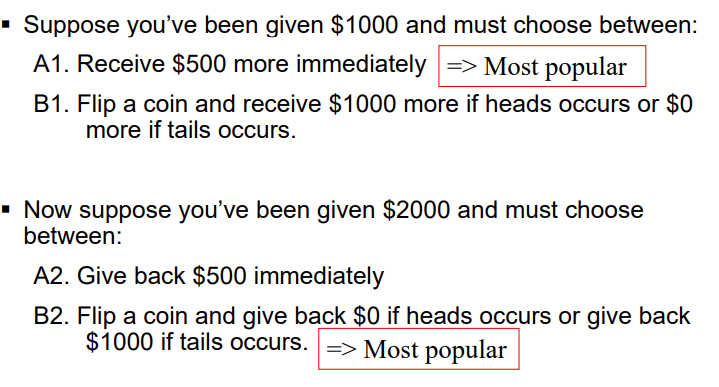 ▪ Suppose you’ve been given $1000 and must choose between:
A1. Receive $500 more immediately => Most popular
B1. Flip a coin and receive $1000 more if heads occurs or $0
more if tails occurs.
▪ Now suppose you’ve been given $2000 and must choose
between:
A2. Give back $500 immediately
B2. Flip a coin and give back $0 if heads occurs or give back
$1000 if tails occurs. => Most popular